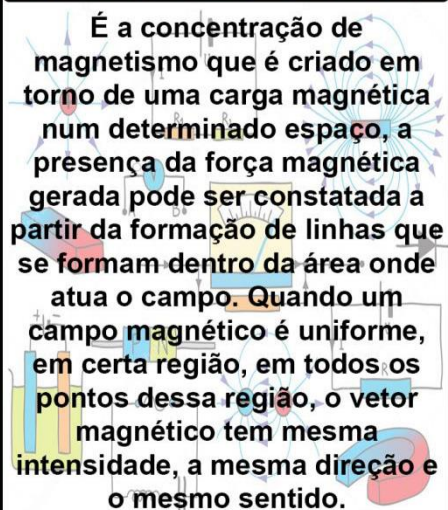 É a concentração de
magnetismo que é criado em
torno de uma carga magnética
num determinado espaço, a
presença da força magnética
gerada pode ser constatada a
partir da formação de linhas que
se formam dentro da área onde
atua o campo. Quando um
campo magnético é uniforme,
em certa região, em todos os
pontos dessa região, o vetor
magnético tem mesma
intensidade, a mesma direção e
o mesmo sentido.